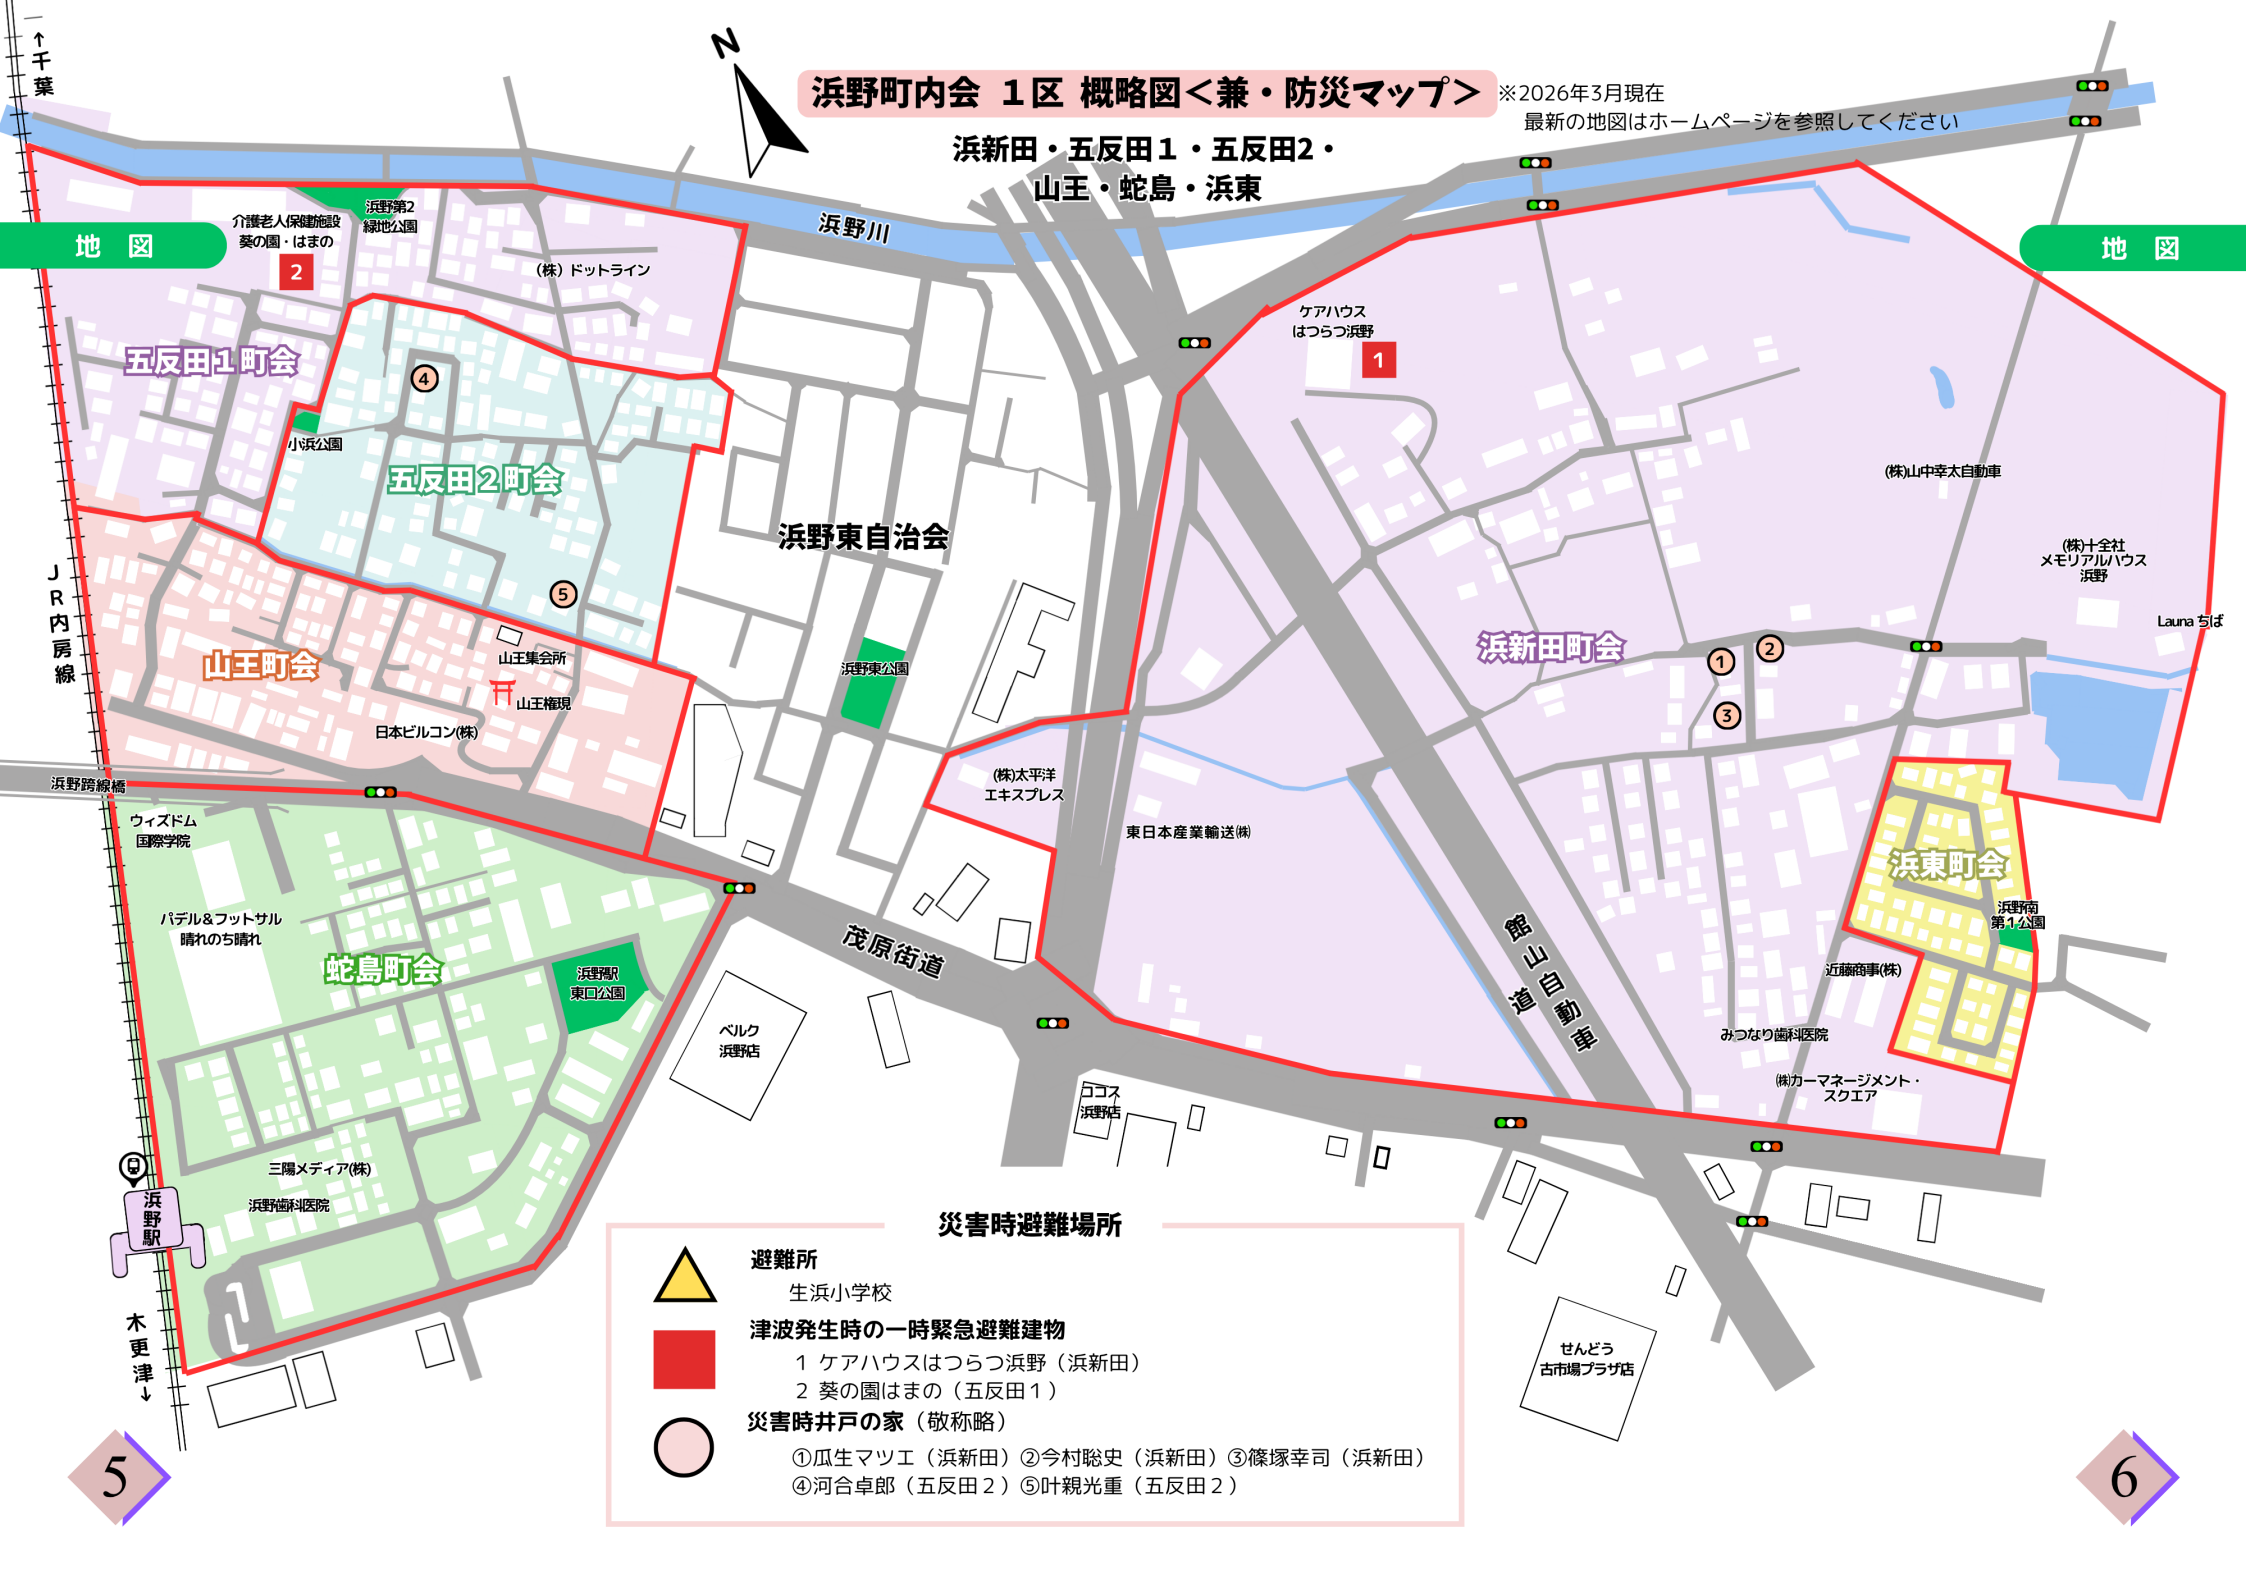 浜野町内会 1区 概略図＜兼・防災マップ＞
※2026年3月現在
最新の地図はホームページを参照してください
浜新田・五反田１・五反田2・
山王・蛇島・浜東
N
地 図
地 図
↑千葉
浜野川
介護老人保健施設
葵の園・はまの
2
浜野第2
緑地公園
(株) ドットライン
五反田１町会
4
小浜公園
五反田２町会
5
浜野東自治会
浜野東公園
JR内房線
山王町会
山王集会所
山王権現
日本ビルコン(株)
浜野跨線橋
ウィズドム
国際学院
パデル＆フットサル
晴れのち晴れ
蛇島町会
浜野駅
東口公園
三陽メディア(株)
浜野歯科医院
浜野駅
木更津↓
茂原街道
ベルク
浜野店
ココス
浜野店
ケアハウス
はつらつ浜野
1
(株)山中幸太自動車
(株)十全社
メモリアルハウス
浜野
Launa ちば
浜新田町会
1
2
3
(株)太平洋
エキスプレス
東日本産業輸送㈱
館山自動車道
浜東町会
浜野南
第１公園
近藤商事(株)
みつなり歯科医院
㈱カーマネージメント・
スクエア
せんどう
古市場プラザ店
災害時避難場所
避難所
生浜小学校
津波発生時の一時緊急避難建物
1 ケアハウスはつらつ浜野（浜新田）
2 葵の園はまの（五反田１）
災害時井戸の家（敬称略）
①瓜生マツエ（浜新田）②今村聡史（浜新田）③篠塚幸司（浜新田）
④河合卓郎（五反田２）⑤叶親光重（五反田２）
5
6